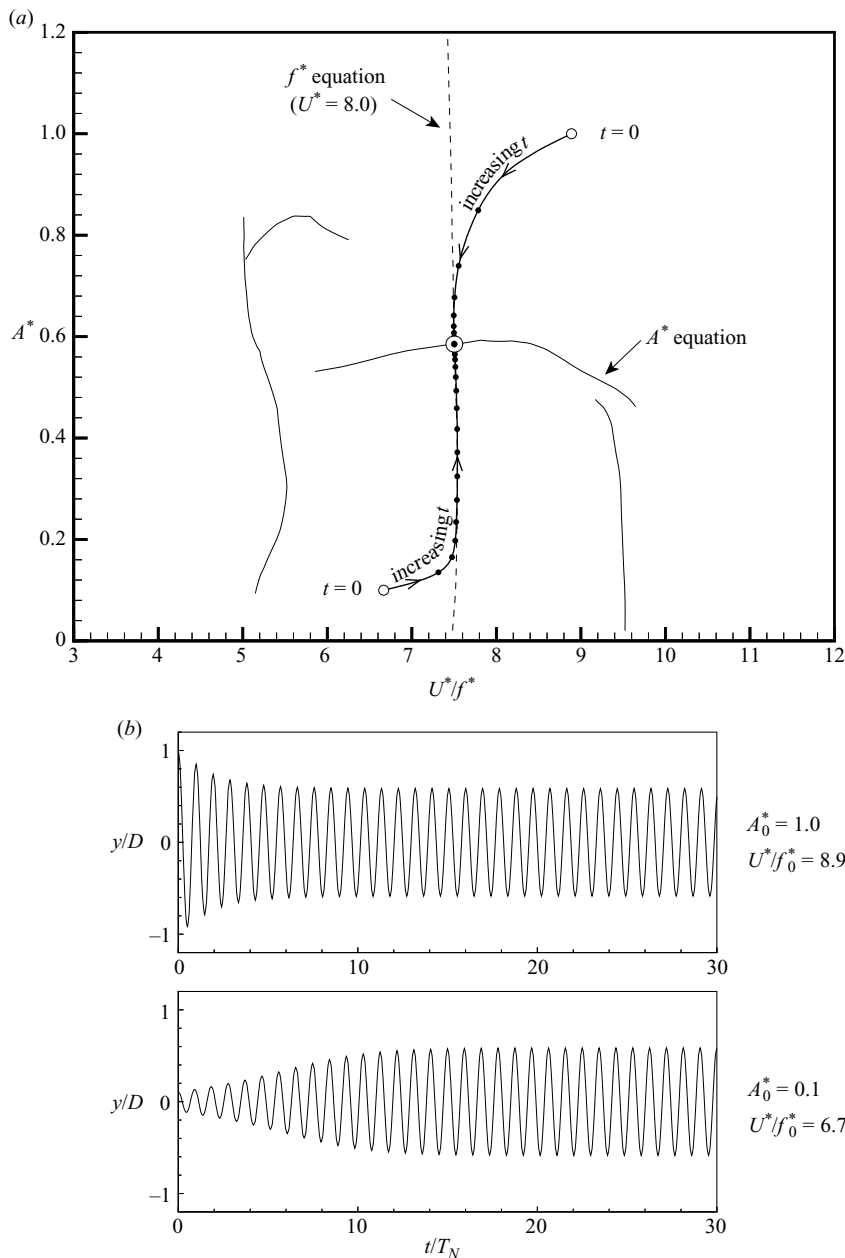 (a)
1.2
1.0
0.8
A* 0.6
0.4
0.2
0
f* equation
(U* = 8.0)
t = 0
increasing t
A* equation
increasing t
t = 0
3 4 5 6 7 8 9 10 11 12
U*/f*
(b)
1
y/D 0
–1
0 10 20 30
A*0 = 1.0
U*/f*0 = 8.9
1
y/D 0
–1
0 10 20 30
t/TN
A*0 = 0.1
U*/f*0 = 6.7